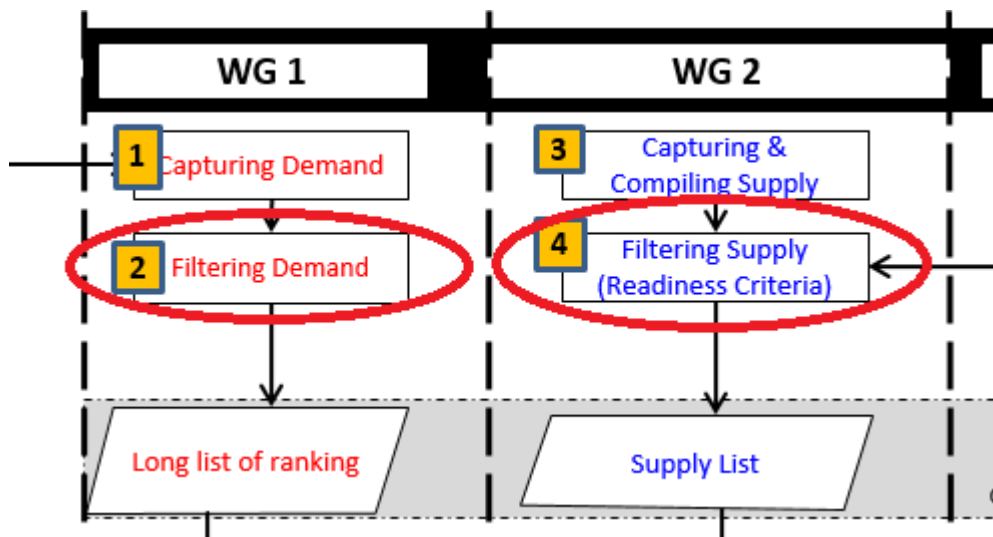 WG 1
WG 2
1
Capturing Demand
3
Capturing &
Compiling Supply
2
Filtering Demand
4
Filtering Supply
(Readiness Criteria)
Long list of ranking
Supply List